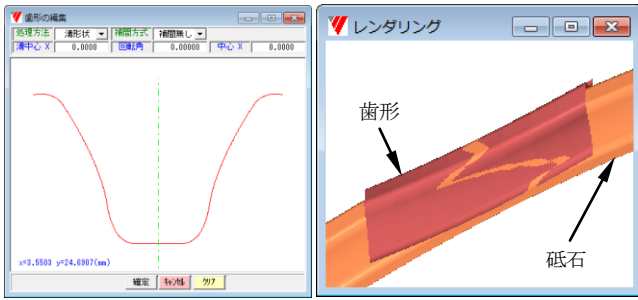 歯形の編集
処理方法 溝形状 補間方式 補間無し
溝中心 X 0.0000 回転角 0.00000 中心 X 0.0000
x=3.5503 y=24.6907(mm)
確定 ｷｬﾝｾﾙ ｸﾘｱ
レンダリング
歯形
砥石